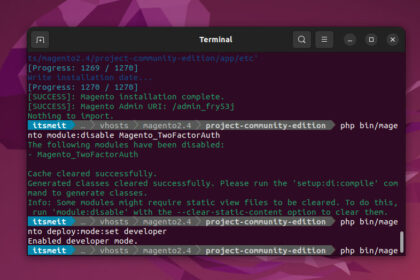 Terminal
ts/magento2.4/project-community-edition/app/etc'
[Progress: 1269 / 1270]
Write installation date...
[Progress: 1270 / 1270]
[SUCCESS]: Magento installation complete.
[SUCCESS]: Magento Admin URI: /admin_fry53j
Nothing to import.
itsmeit … vhosts magento2.4 project-community-edition php bin/mage
nto module:disable Magento_TwoFactorAuth
The following modules have been disabled:
- Magento_TwoFactorAuth
Cache cleared successfully.
Generated classes cleared successfully. Please run the 'setup:di:compile' com
mand to generate classes.
Info: Some modules might require static view files to be cleared. To do this,
run 'module:disable' with the --clear-static-content option to clear them.
itsmeit … vhosts magento2.4 project-community-edition php bin/mage
nto deploy:mode:set developer
Enabled developer mode.
itsmeit … vhosts magento2.4 project-community-edition php bin/mage